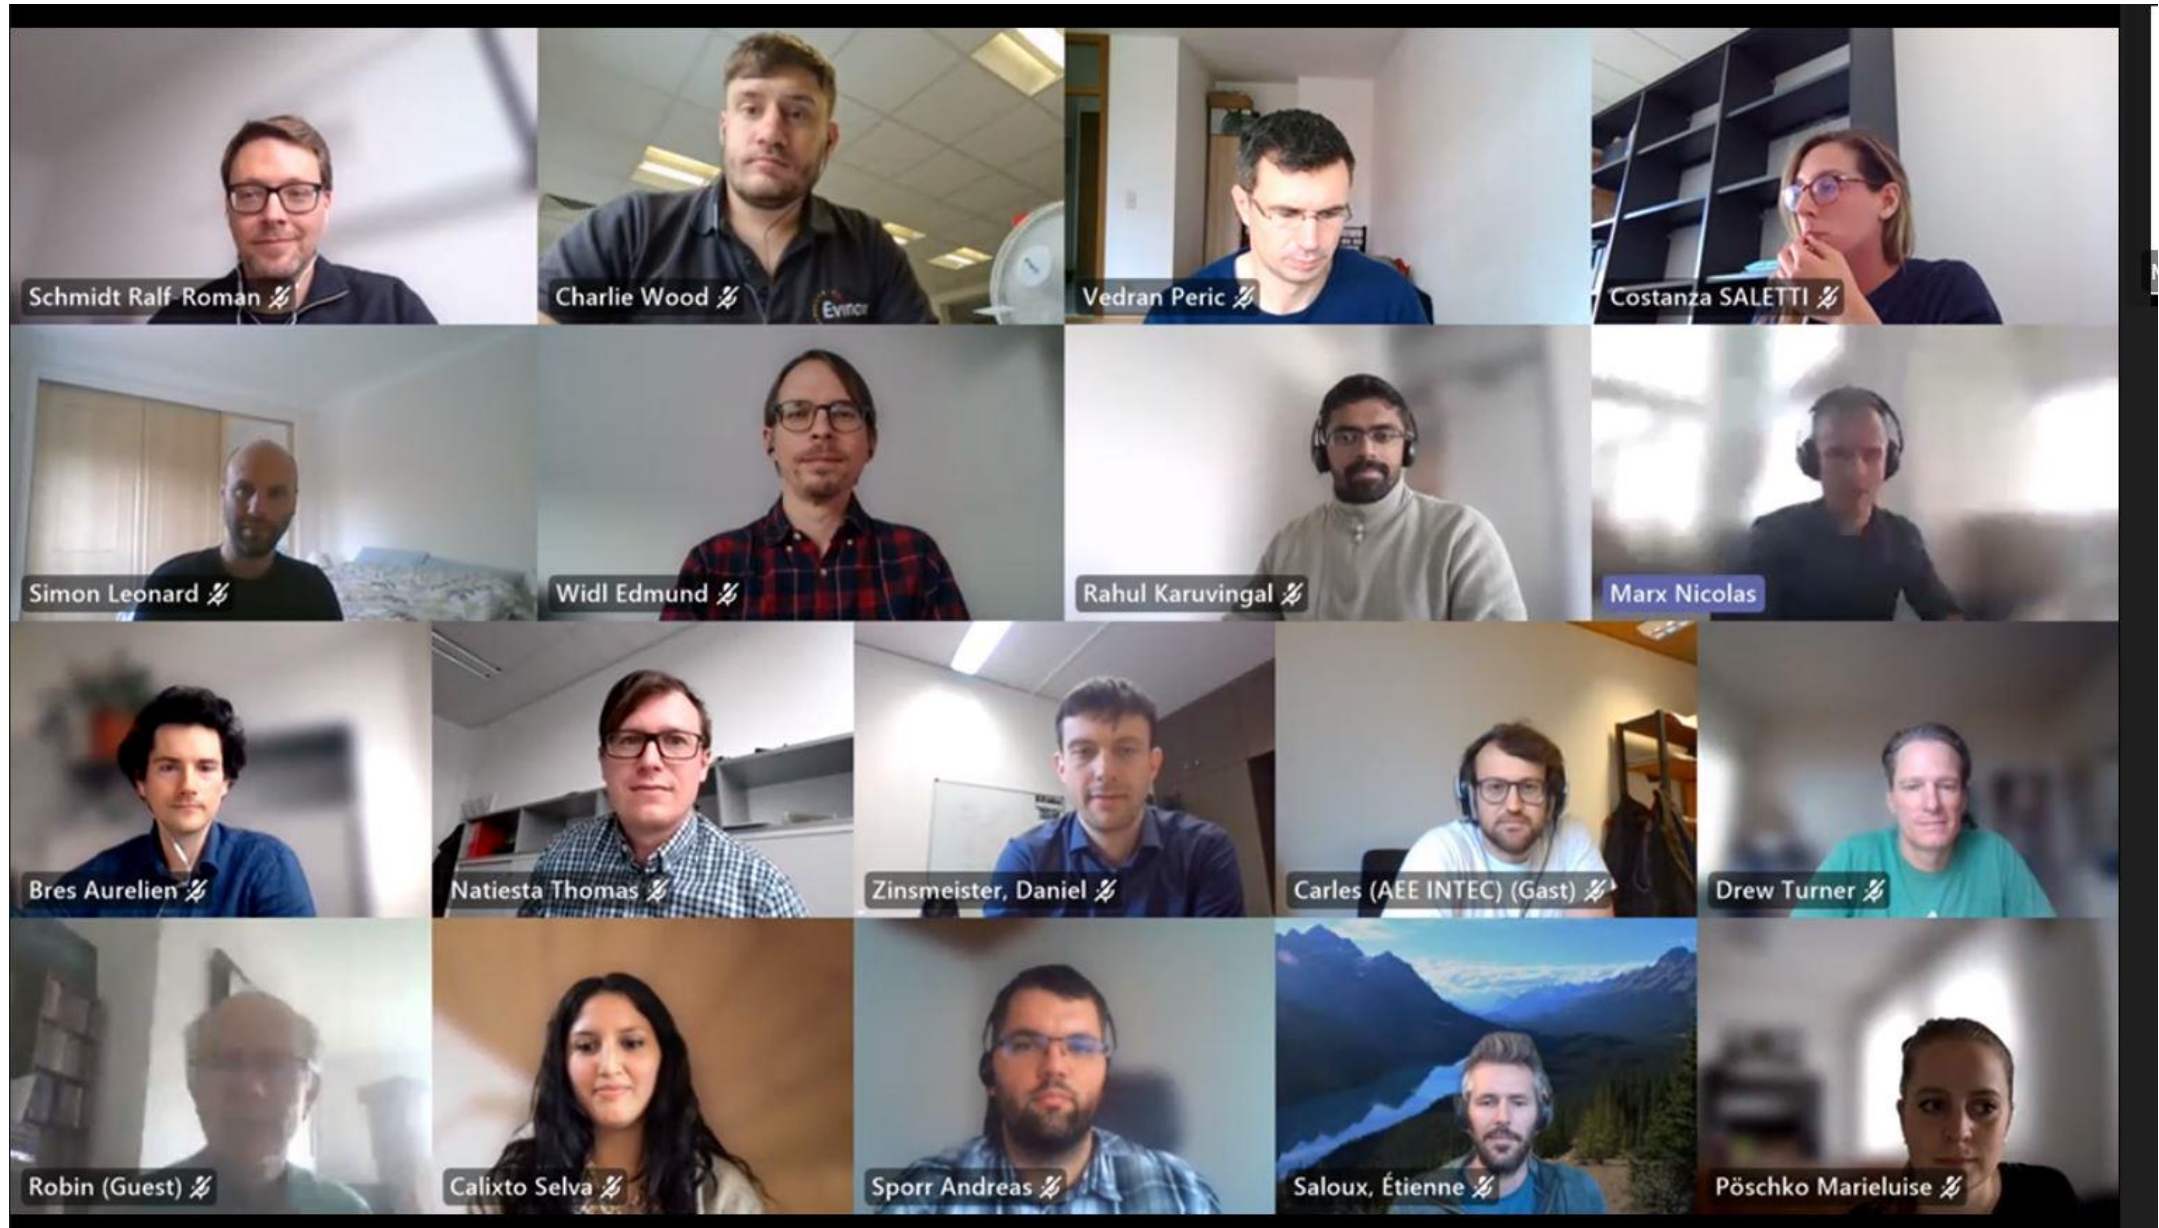 Schmidt Ralf-Roman
Charlie Wood
Evinor
Vedran Peric
Costanza SALETTI
Simon Leonard
Widl Edmund
Rahul Karuvingal
Marx Nicolas
Bres Aurelien
Natiesta Thomas
Zinsmeister, Daniel
Carles (AEE INTEC) (Gast)
Drew Turner
Robin (Guest)
Calixto Selva
Sporr Andreas
Saloux, Étienne
Pöschko Marieluise